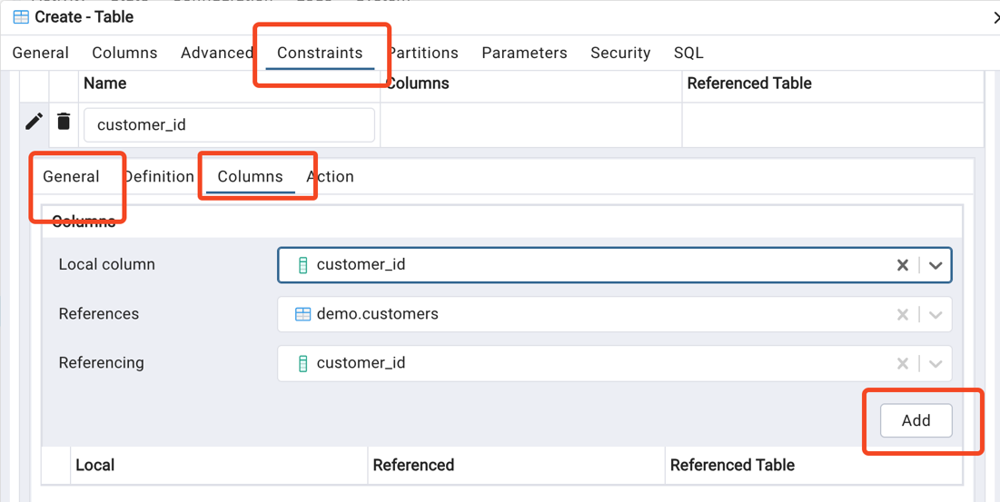 Create - Table
General Columns Advanced Constraints Partitions Parameters Security SQL
Name Columns Referenced Table
customer_id
General Definition Columns Action
Columns
Local column customer_id
References demo.customers
Referencing customer_id
Add
Local Referenced Referenced Table